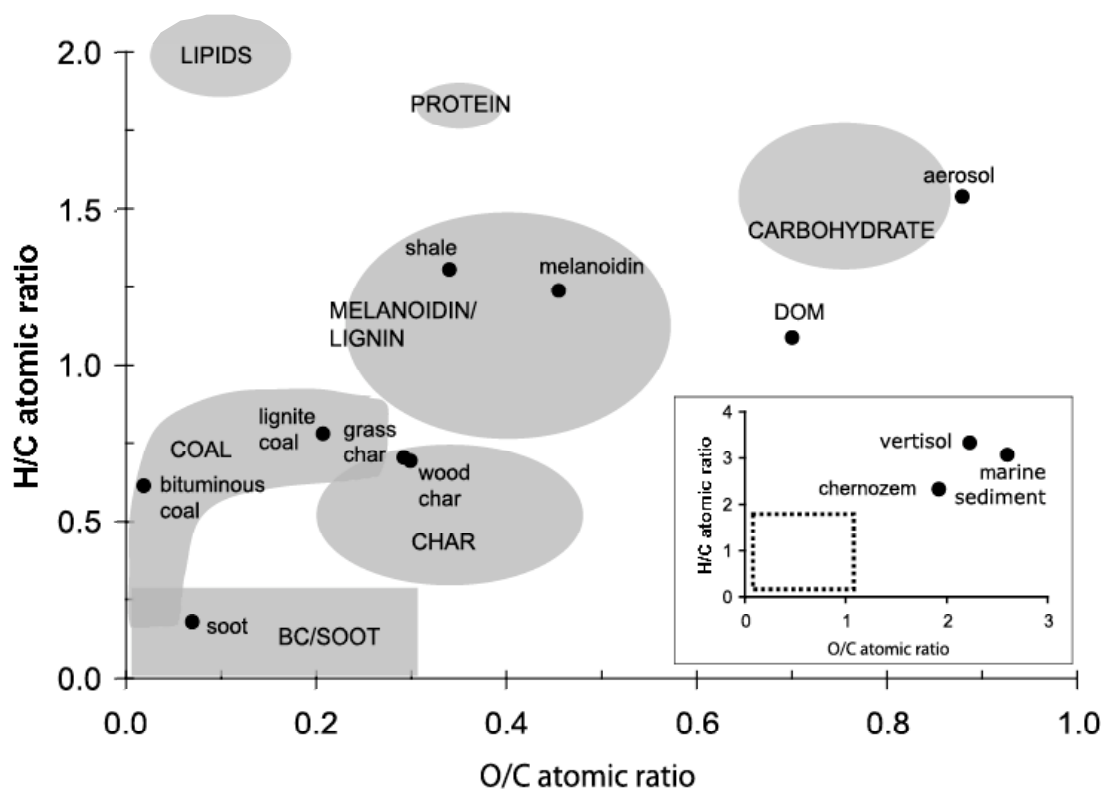 2.0
1.5
1.0
0.5
0.0
H/C atomic ratio
LIPIDS
PROTEIN
aerosol
CARBOHYDRATE
shale
melanoidin
MELANOIDIN/
LIGNIN
DOM
lignite
coal
grass
char
COAL
wood
char
bituminous
coal
CHAR
soot
BC/SOOT
0.0
0.2
0.4
0.6
0.8
1.0
O/C atomic ratio
4
3
2
1
0
H/C atomic ratio
vertisol
marine
sediment
chernozem
0
1
2
3
O/C atomic ratio